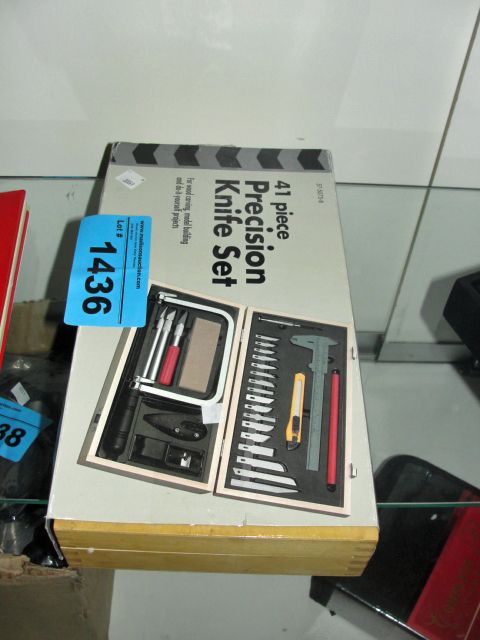 41 piece
Precision
Knife Set
For wood carving, model building
and do-it-yourself projects
Lot #
1436
38